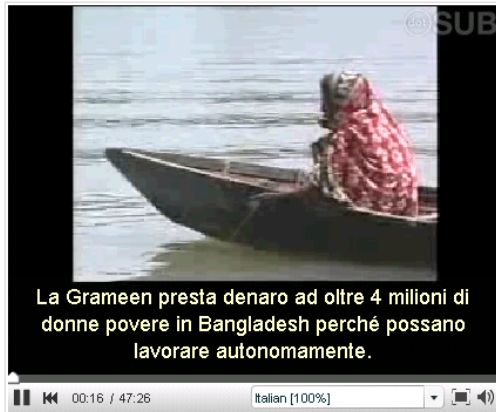 dotSUB
La Grameen presta denaro ad oltre 4 milioni di
donne povere in Bangladesh perché possano
lavorare autonomamente.
00:16 / 47:26
Italian [100%]